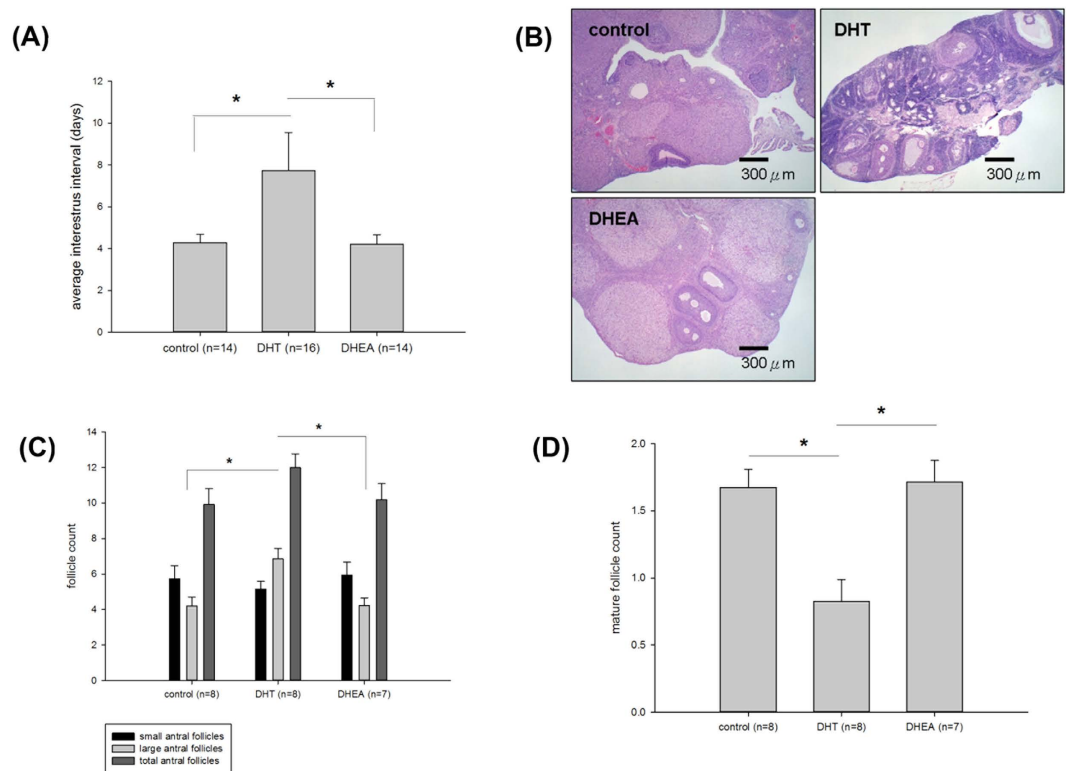 (A)
*
*
average interestrus interval (days)
12
10
8
6
4
2
0
control (n=14)
DHT (n=16)
DHEA (n=14)
(B)
control
300 μm
DHT
300 μm
DHEA
300 μm
(C)
*
*
follicle count
14
12
10
8
6
4
2
0
control (n=8)
DHT (n=8)
DHEA (n=7)
small antral follicles
large antral follicles
total antral follicles
(D)
*
*
mature follicle count
2.0
1.5
1.0
0.5
0.0
control (n=8)
DHT (n=8)
DHEA (n=7)